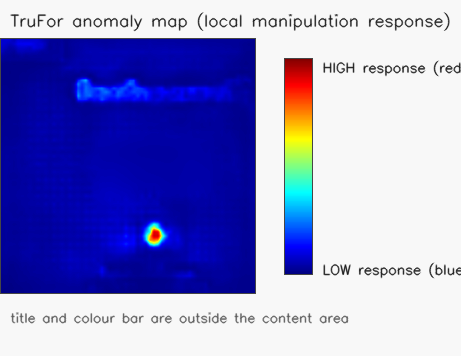 TruFor anomaly map (local manipulation response)
HIGH response (red
LOW response (blue
title and colour bar are outside the content area